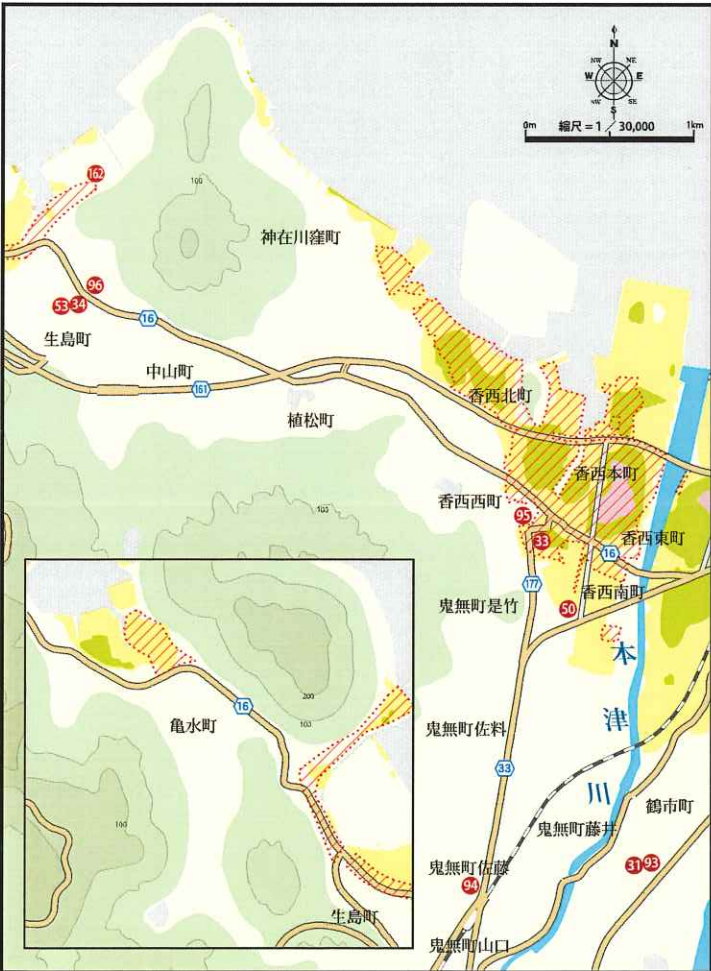 N
NW NE
W E
NW SE
S
0m 縮尺=1/30,000 1km
162
100
神在川窪町
96
53 34
16
生島町
中山町
161
植松町
香西北町
香西本町
100
香西西町
95
33
香西東町
16
177
香西南町
鬼無町是竹
50
本津川
200
16
100
亀水町
鬼無町佐料
33
100
鶴市町
鬼無町藤井
31 93
鬼無町佐藤
94
生島町
鬼無町山口